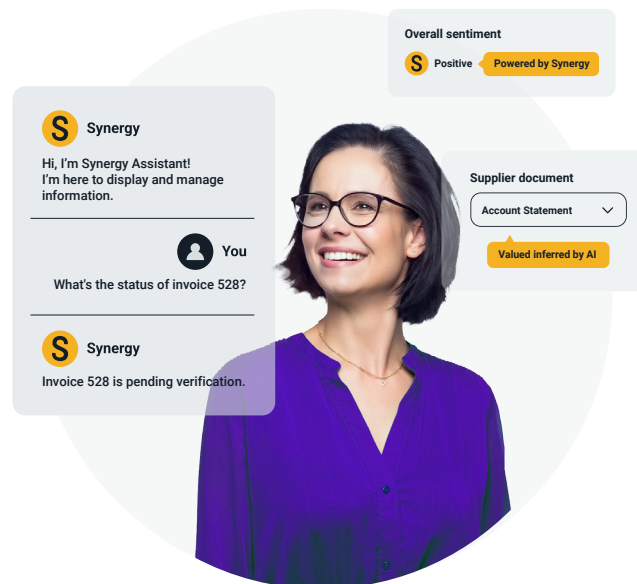 Overall sentiment
S Positive Powered by Synergy
S Synergy
Hi, I'm Synergy Assistant!
I'm here to display and manage
information.
You
What's the status of invoice 528?
S Synergy
Invoice 528 is pending verification.
Supplier document
Account Statement
Valued inferred by AI